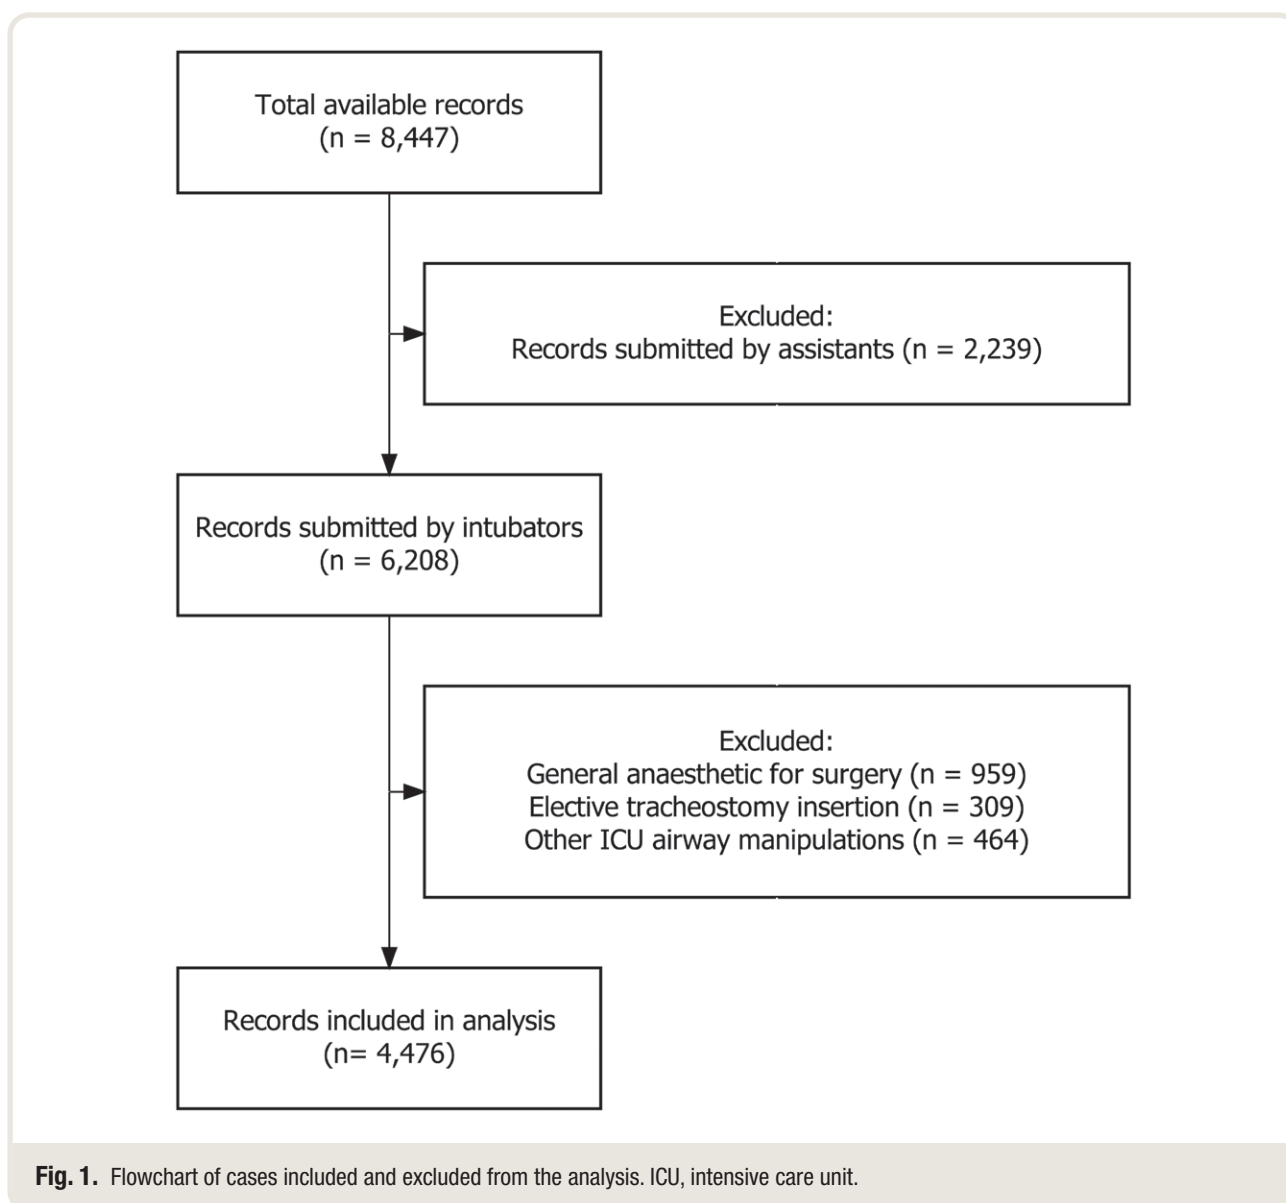 Total available records
(n = 8,447)
Excluded:
Records submitted by assistants (n = 2,239)
Records submitted by intubators
(n = 6,208)
Excluded:
General anaesthetic for surgery (n = 959)
Elective tracheostomy insertion (n = 309)
Other ICU airway manipulations (n = 464)
Records included in analysis
(n= 4,476)
Fig. 1. Flowchart of cases included and excluded from the analysis. ICU, intensive care unit.